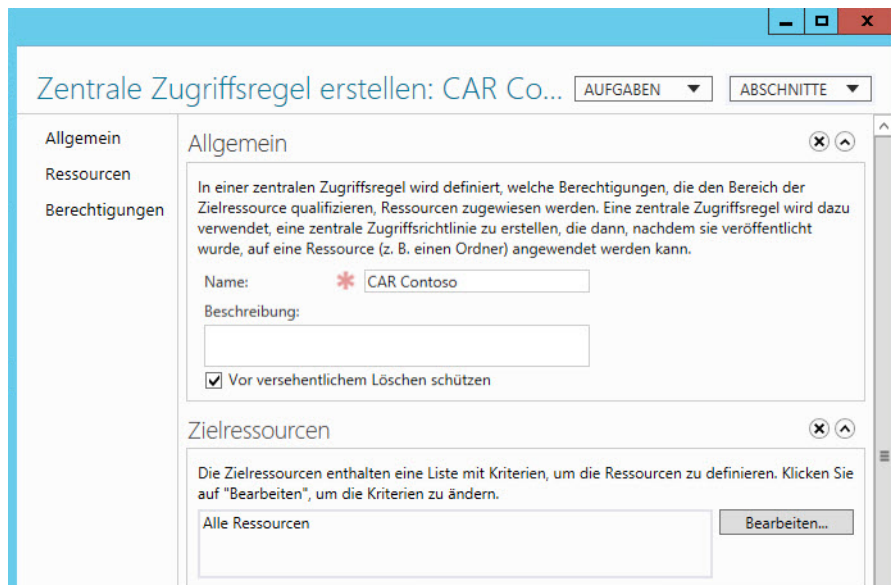 Zentrale Zugriffsregel erstellen: CAR Co...
AUFGABEN
ABSCHNITTE
Allgemein
Ressourcen
Berechtigungen
Allgemein
In einer zentralen Zugriffsregel wird definiert, welche Berechtigungen, die den Bereich der
Zielressource qualifizieren, Ressourcen zugewiesen werden. Eine zentrale Zugriffsregel wird dazu
verwendet, eine zentrale Zugriffsrichtlinie zu erstellen, die dann, nachdem sie veröffentlicht
wurde, auf eine Ressource (z. B. einen Ordner) angewendet werden kann.
Name: * CAR Contoso
Beschreibung:
Vor versehentlichem Löschen schützen
Zielressourcen
Die Zielressourcen enthalten eine Liste mit Kriterien, um die Ressourcen zu definieren. Klicken Sie
auf "Bearbeiten", um die Kriterien zu ändern.
Alle Ressourcen
Bearbeiten...